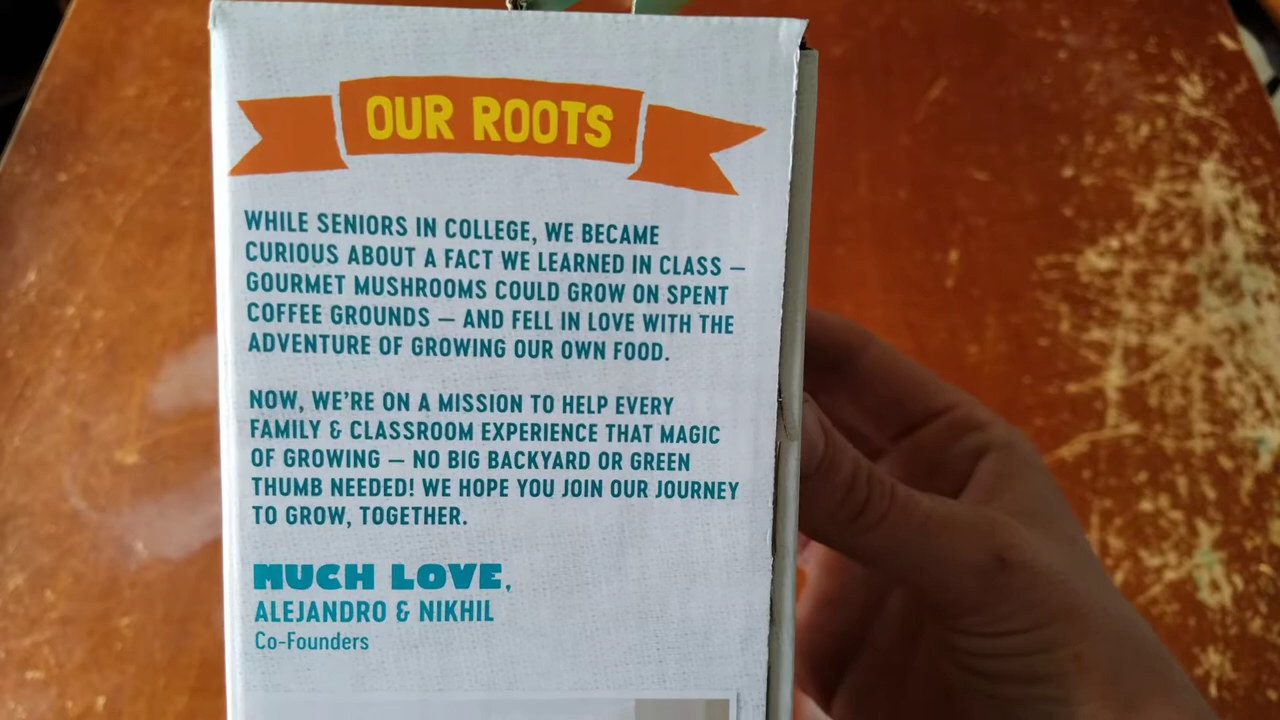 OUR ROOTS
WHILE SENIORS IN COLLEGE, WE BECAME
CURIOUS ABOUT A FACT WE LEARNED IN CLASS –
GOURMET MUSHROOMS COULD GROW ON SPENT
COFFEE GROUNDS – AND FELL IN LOVE WITH THE
ADVENTURE OF GROWING OUR OWN FOOD.
NOW, WE'RE ON A MISSION TO HELP EVERY
FAMILY & CLASSROOM EXPERIENCE THAT MAGIC
OF GROWING – NO BIG BACKYARD OR GREEN
THUMB NEEDED! WE HOPE YOU JOIN OUR JOURNEY
TO GROW, TOGETHER.
MUCH LOVE,
ALEJANDRO & NIKHIL
Co-Founders